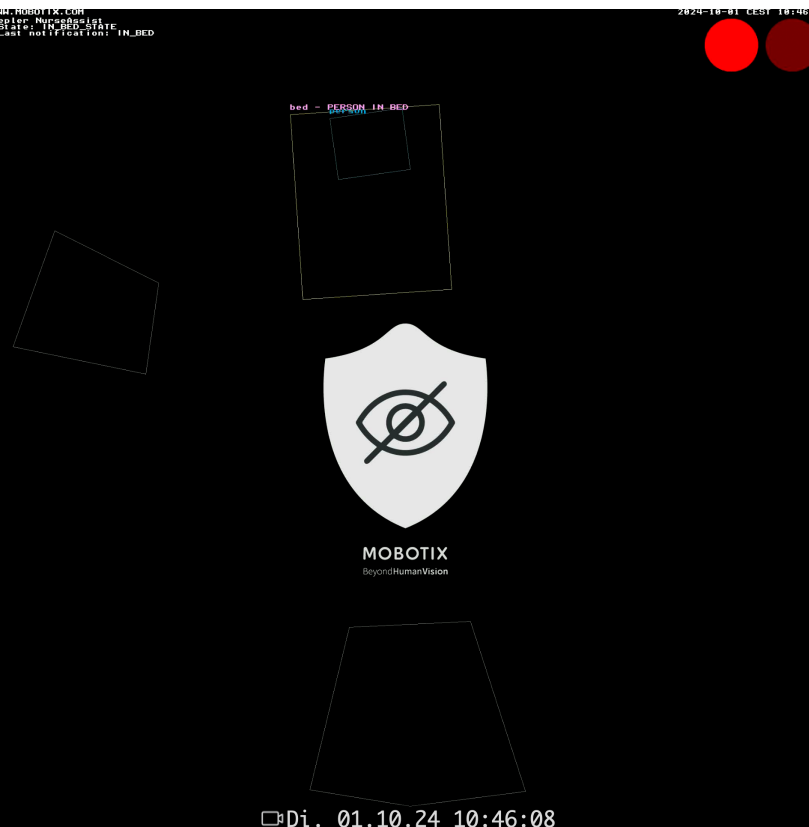 WW.MOBOTIX.COM
2024-10-01 CEST 10:46
epler NurseAssist
State: IN_BED_STATE
Last notification: IN_BED
bed - PERSON IN BED
person
MOBOTIX
BeyondHumanVision
Di. 01.10.24 10:46:08